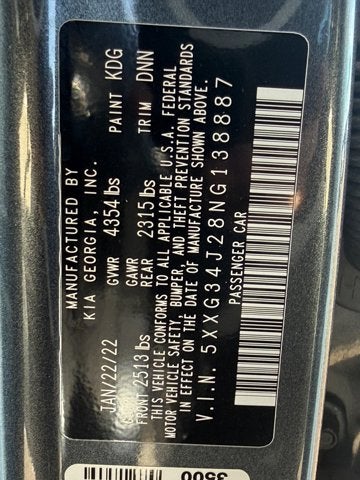 MANUFACTURED BY
KIA GEORGIA, INC.
JAN/22/22 GVWR 4354 lbs PAINT KDG
GAWR
FRONT 2513 lbs REAR 2315 lbs TRIM DNN
THIS VEHICLE CONFORMS TO ALL APPLICABLE U.S.A. FEDERAL
MOTOR VEHICLE SAFETY, BUMPER, AND THEFT PREVENTION STANDARDS
IN EFFECT ON THE DATE OF MANUFACTURE SHOWN ABOVE.
V.I.N. 5XXG34J28NG138887
PASSENGER CAR